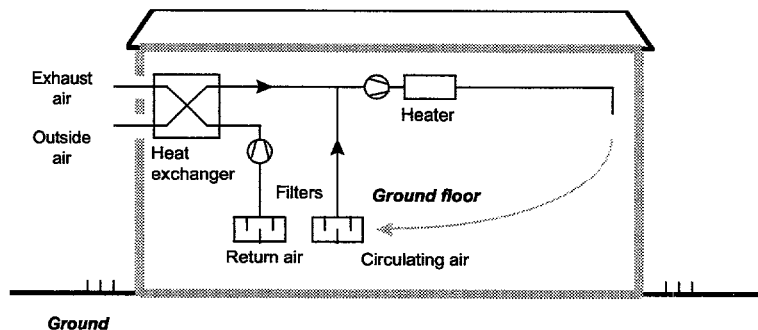 Exhaust
air
Outside
air
Heat
exchanger
Heater
Filters
Ground floor
Return air
Circulating air
Ground